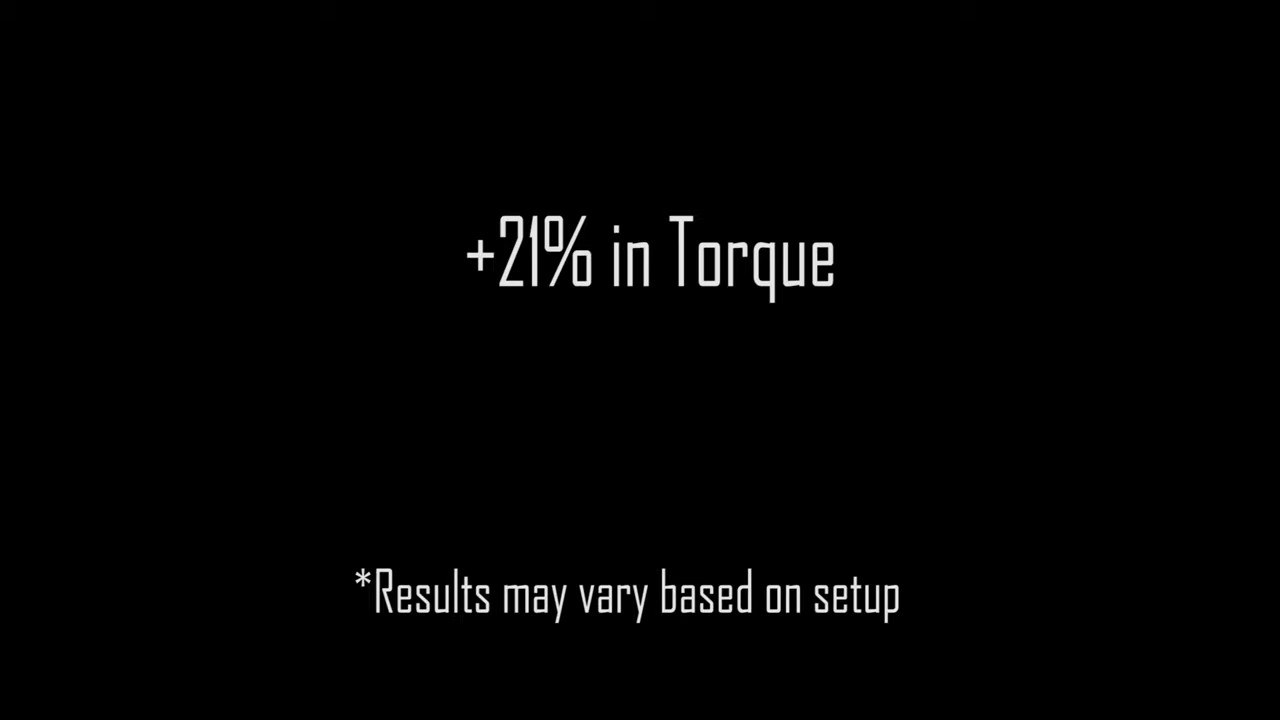 +21% in Torque
*Results may vary based on setup